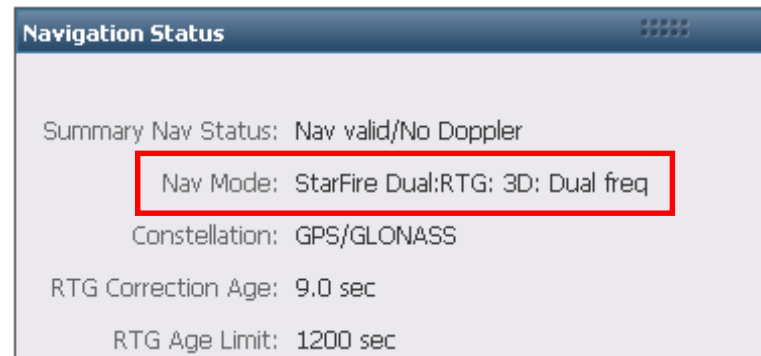 Navigation Status
Summary Nav Status: Nav valid/No Doppler
Nav Mode: StarFire Dual:RTG: 3D: Dual freq
Constellation: GPS/GLONASS
RTG Correction Age: 9.0 sec
RTG Age Limit: 1200 sec